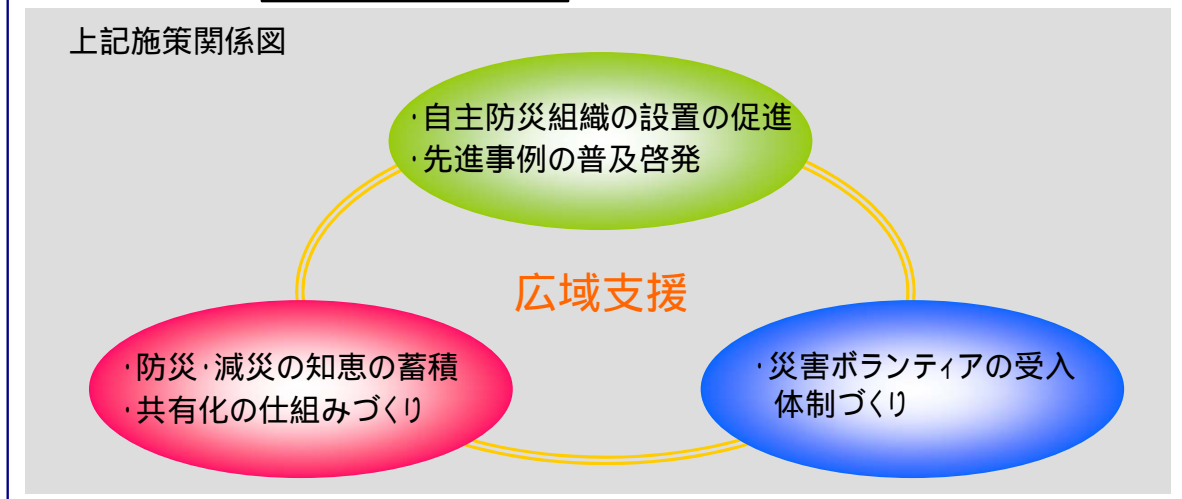 上記施策関係図
・自主防災組織の設置の促進
・先進事例の普及啓発
広域支援
・防災・減災の知恵の蓄積
・共有化の仕組みづくり
・災害ボランティアの受入
体制づくり